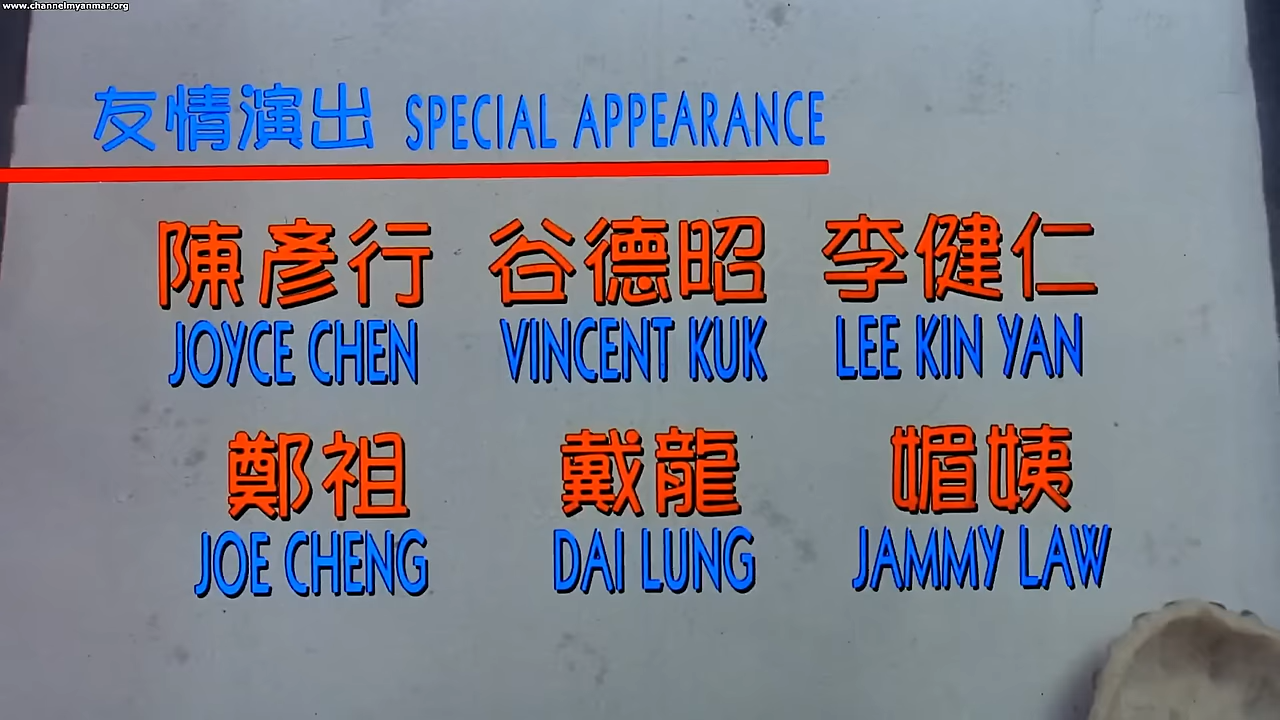 www.channelmyanmar.org
友情演出 SPECIAL APPEARANCE
陳彥行 谷德昭 李健仁
JOYCE CHEN VINCENT KUK LEE KIN YAN
鄭祖 戴龍 媚姨
JOE CHENG DAI LUNG JAMMY LAW